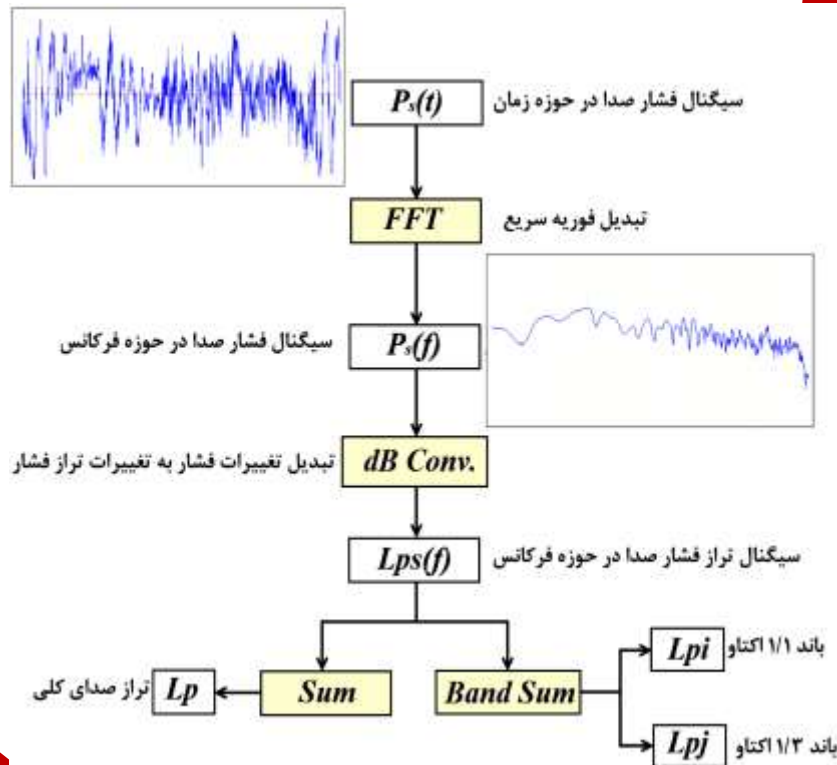 Ps(t)
سیگنال فشار صدا در حوزه زمان
FFT
تبدیل فوریه سریع
سیگنال فشار صدا در حوزه فرکانس
Ps(f)
تبدیل تغییرات فشار به تغییرات تراز فشار
dB Conv.
Lps(f)
سیگنال تراز فشار صدا در حوزه فرکانس
Lpi
باند ۱/۱ اکتاو
تراز صدای کلی
Lp
Sum
Band Sum
Lpj
باند ۱/۳ اکتاو